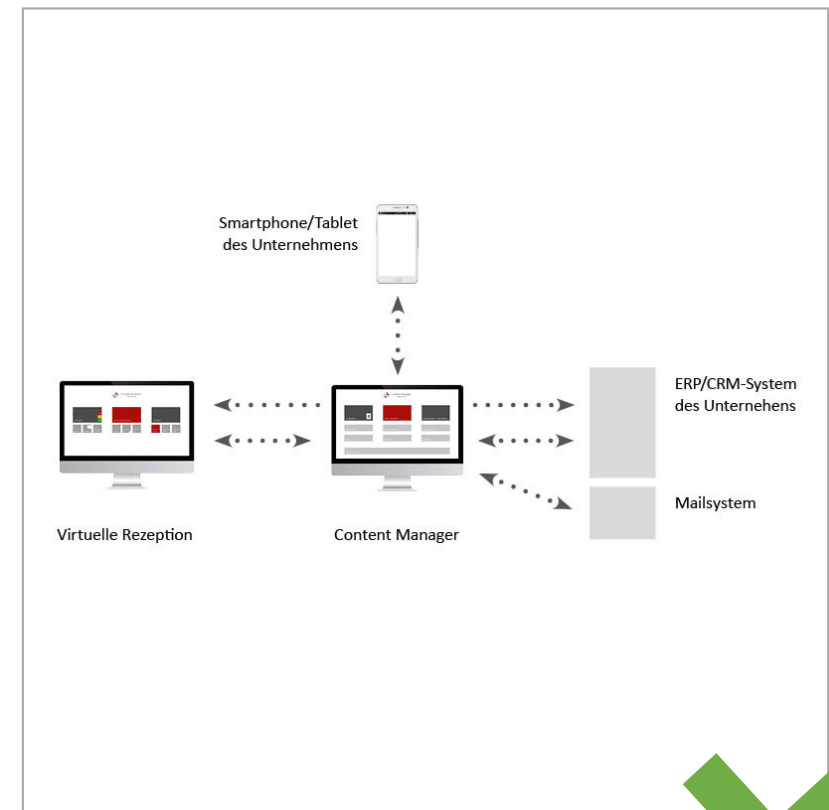 Smartphone/Tablet
des Unternehmens
ERP/CRM-System
des Unternehens
Mailsystem
Virtuelle Rezeption
Content Manager